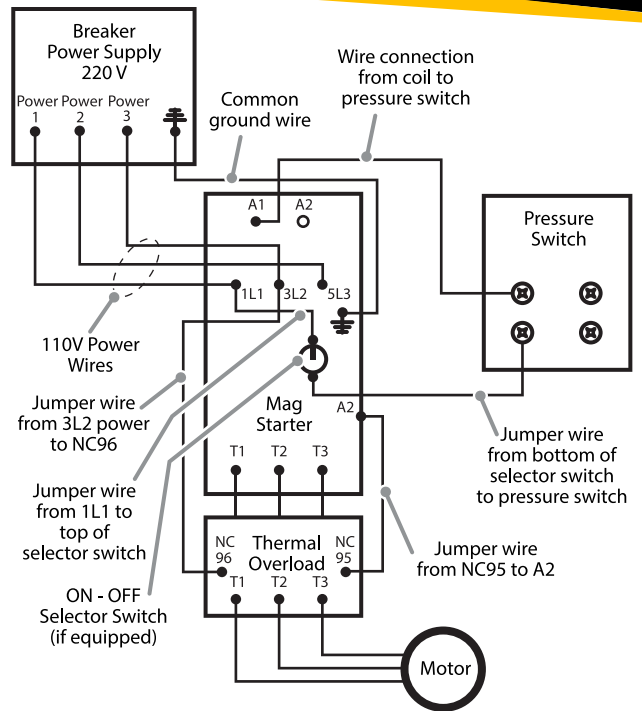 Breaker
Power Supply
220 V
Power Power Power
1 2 3
Common
ground wire
Wire connection
from coil to
pressure switch
A1 A2
Pressure
Switch
1L1 3L2 5L3
110V Power
Wires
Jumper wire
from 3L2 power
to NC96
Mag
Starter
A2
Jumper wire
from bottom of
selector switch
to pressure switch
T1 T2 T3
Jumper wire
from 1L1 to
top of
selector switch
NC
96
Thermal
Overload
NC
95
T1 T2 T3
Jumper wire
from NC95 to A2
ON - OFF
Selector Switch
(if equipped)
Motor